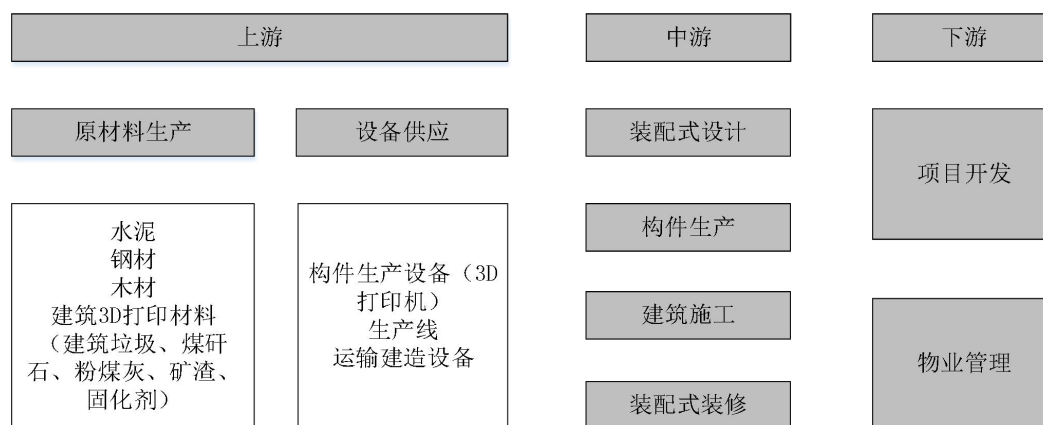 上游
中游
下游
原材料生产
设备供应
装配式设计
项目开发
水泥
钢材
木材
建筑3D打印材料
（建筑垃圾、煤矸
石、粉煤灰、矿渣、
固化剂）
构件生产设备（3D
打印机）
生产线
运输建造设备
构件生产
建筑施工
装配式装修
物业管理